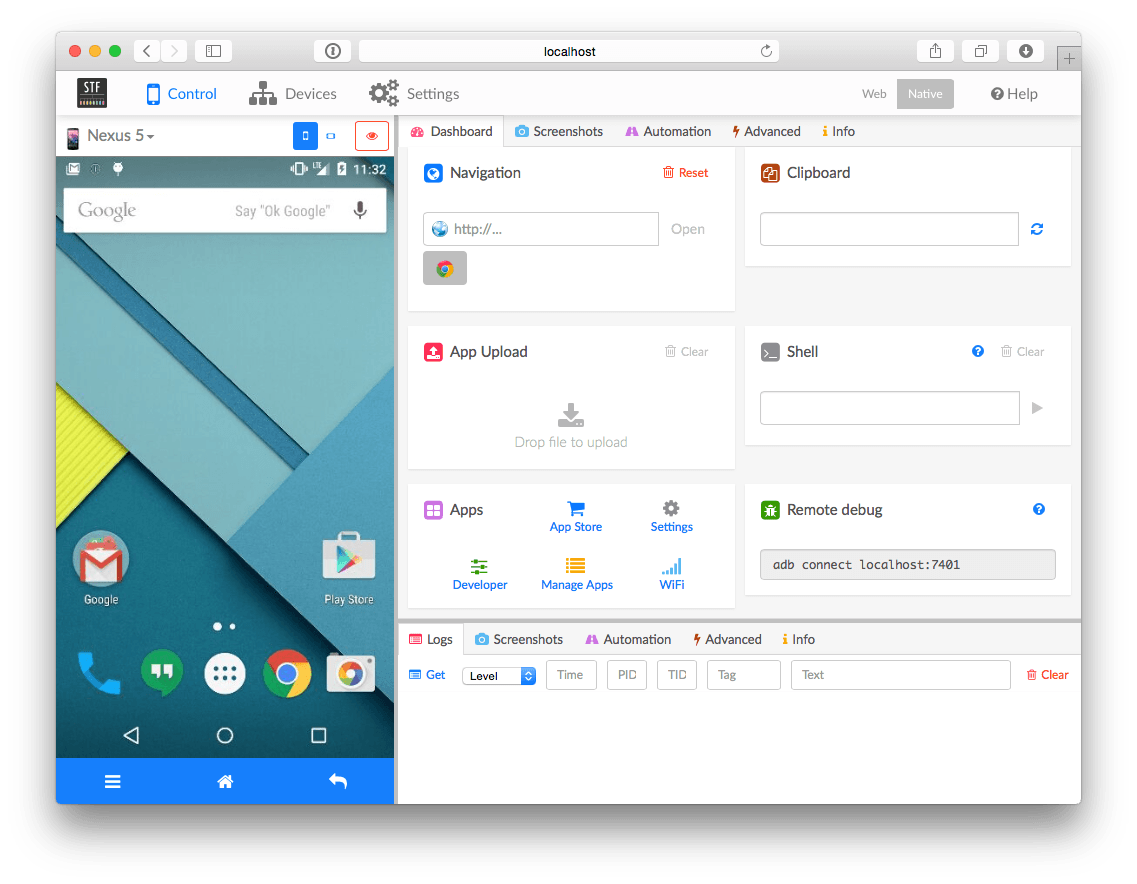 localhost
STF
Control
Devices
Settings
Web
Native
Help
Nexus 5
Dashboard
Screenshots
Automation
Advanced
Info
LTE
11:32
Google
Say "Ok Google"
Navigation
Reset
http://...
Open
Clipboard
App Upload
Clear
Drop file to upload
Shell
Clear
Apps
App Store
Settings
Developer
Manage Apps
WiFi
Remote debug
adb connect localhost:7401
Google
Play Store
Logs
Screenshots
Automation
Advanced
Info
Get
Level
Time
PID
TID
Tag
Text
Clear